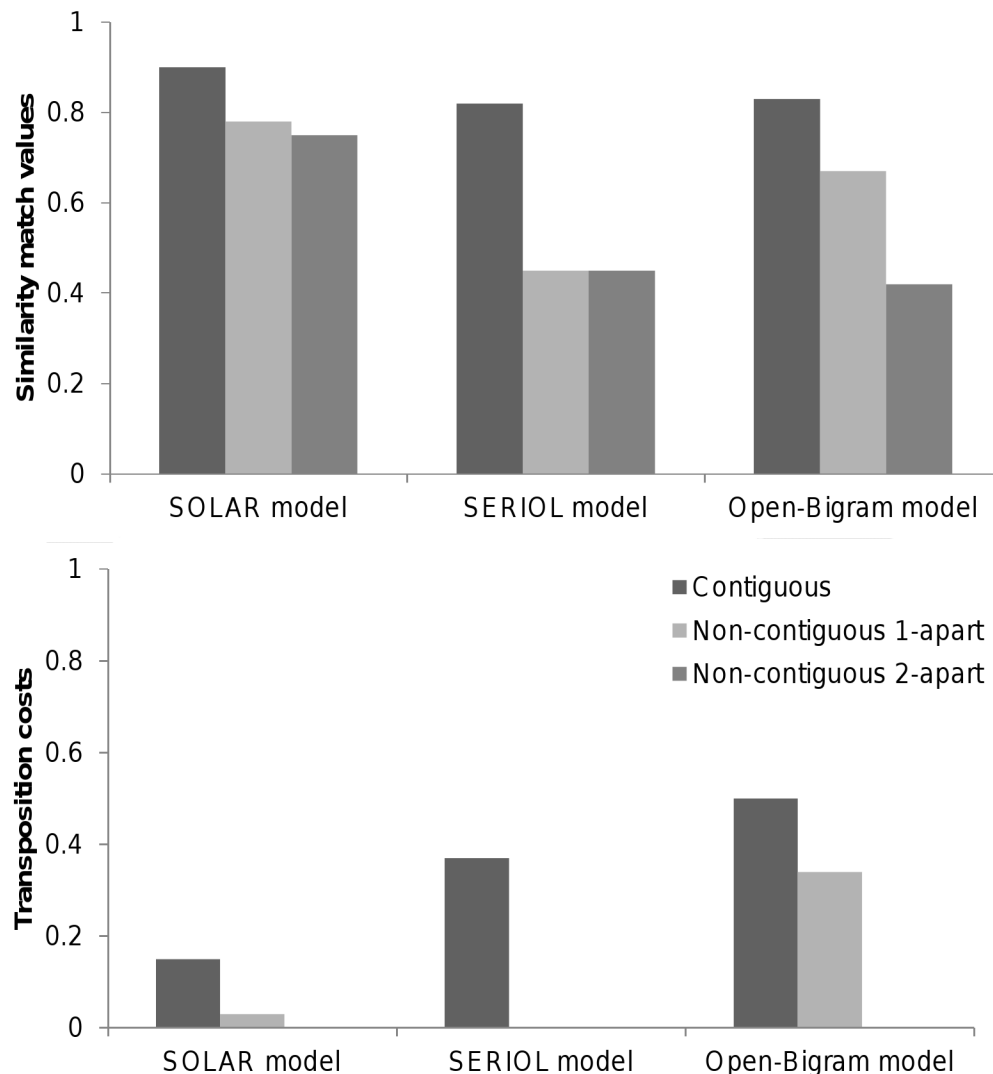 Similarity match values
1
0.8
0.6
0.4
0.2
0
SOLAR model SERIOL model Open-Bigram model
Transposition costs
1
0.8
0.6
0.4
0.2
0
Contiguous
Non-contiguous 1-apart
Non-contiguous 2-apart
SOLAR model SERIOL model Open-Bigram model